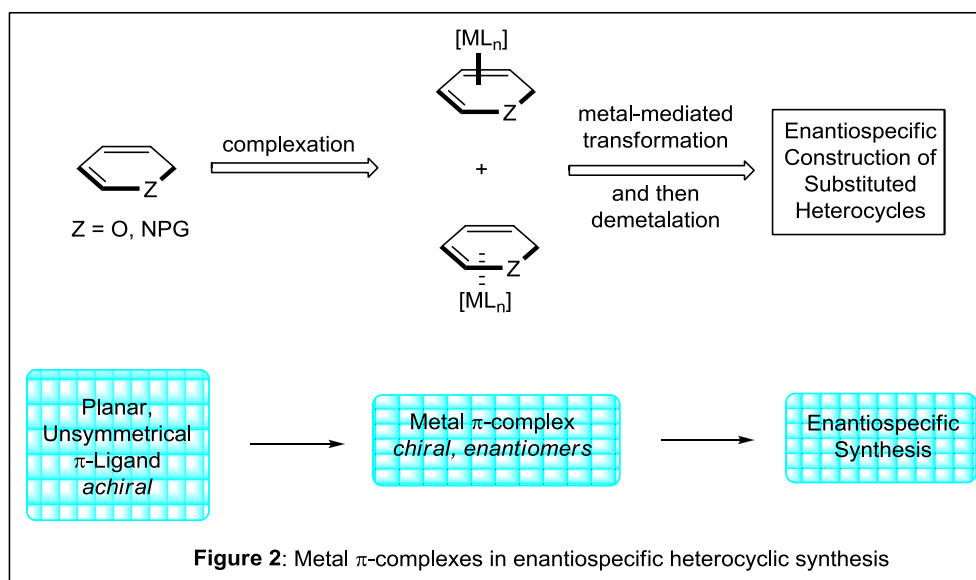 [MLn]
Z
complexation
metal-mediated
transformation
and then
demetalation
Enantiospecific
Construction of
Substituted
Heterocycles
Z
Z = O, NPG
+
Z
[MLn]
Planar,
Unsymmetrical
π-Ligand
achiral
Metal π-complex
chiral, enantiomers
Enantiospecific
Synthesis
Figure 2: Metal π-complexes in enantiospecific heterocyclic synthesis